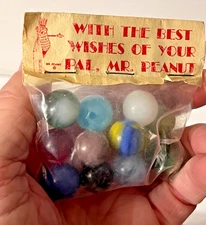 WITH THE BEST
WISHES OF YOUR
PAL, MR. PEANUT